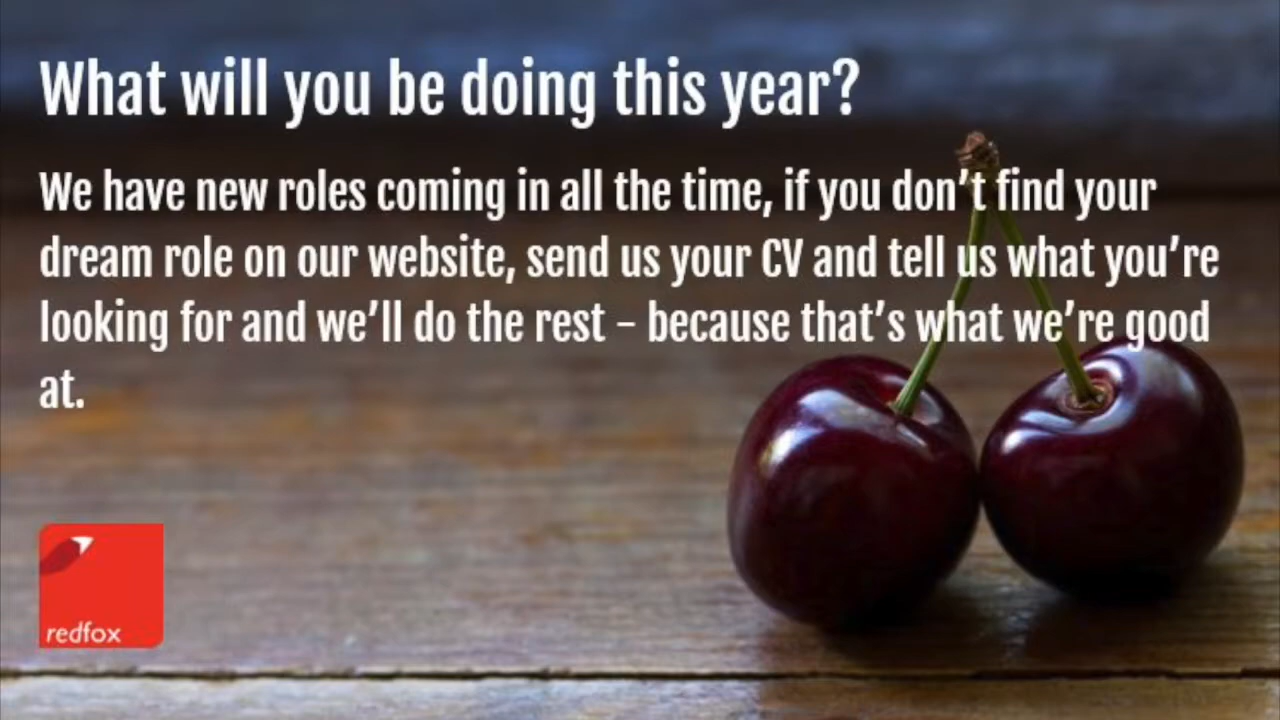 What will you be doing this year?
We have new roles coming in all the time, if you don’t find your
dream role on our website, send us your CV and tell us what you’re
looking for and we’ll do the rest – because that’s what we’re good
at.
redfox